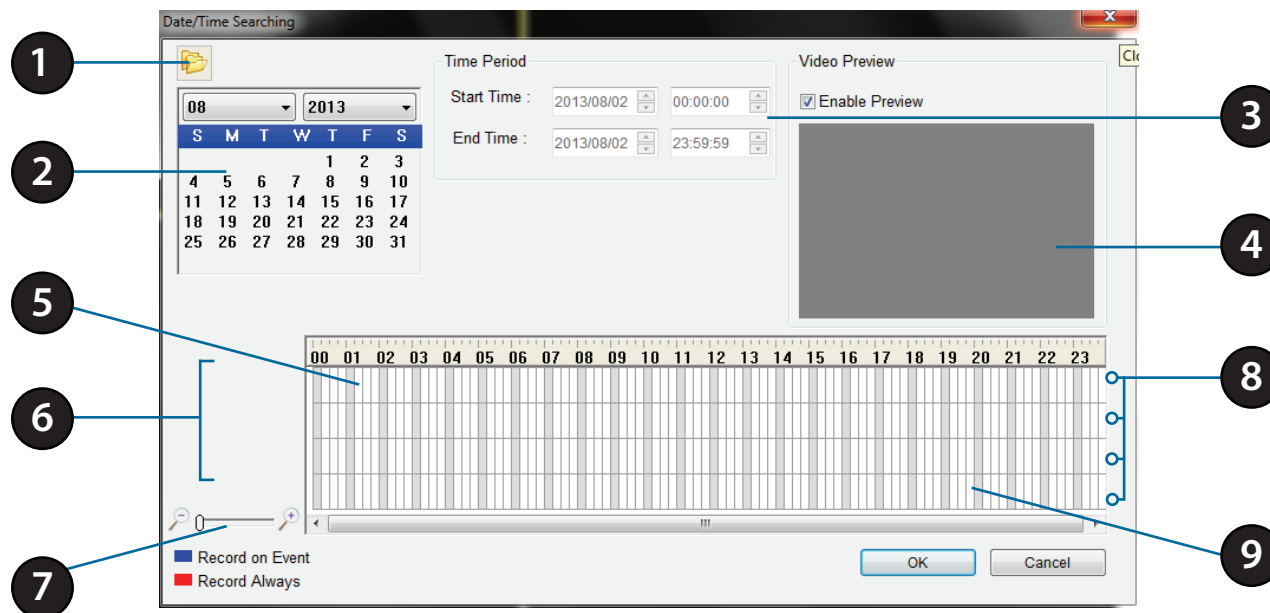 Date/Time Searching
x
Clo
1
2
3
4
5
6
7
8
9
08 2013
S M T W T F S
1 2 3
4 5 6 7 8 9 10
11 12 13 14 15 16 17
18 19 20 21 22 23 24
25 26 27 28 29 30 31
Time Period
Start Time : 2013/08/02 00:00:00
End Time : 2013/08/02 23:59:59
Video Preview
Enable Preview
00 01 02 03 04 05 06 07 08 09 10 11 12 13 14 15 16 17 18 19 20 21 22 23
Record on Event
Record Always
OK
Cancel